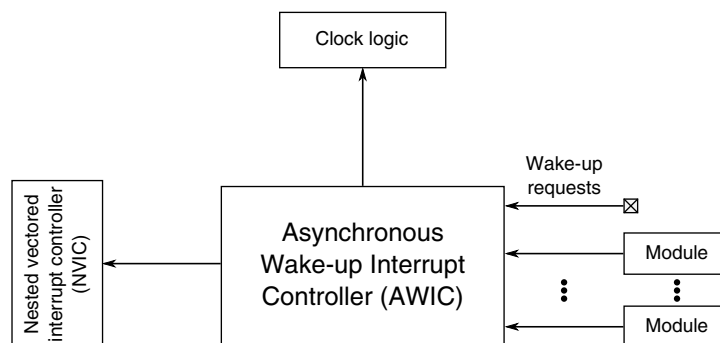 Clock logic
Wake-up
requests
Nested vectored
interrupt controller
(NVIC)
Asynchronous
Wake-up Interrupt
Controller (AWIC)
Module
Module